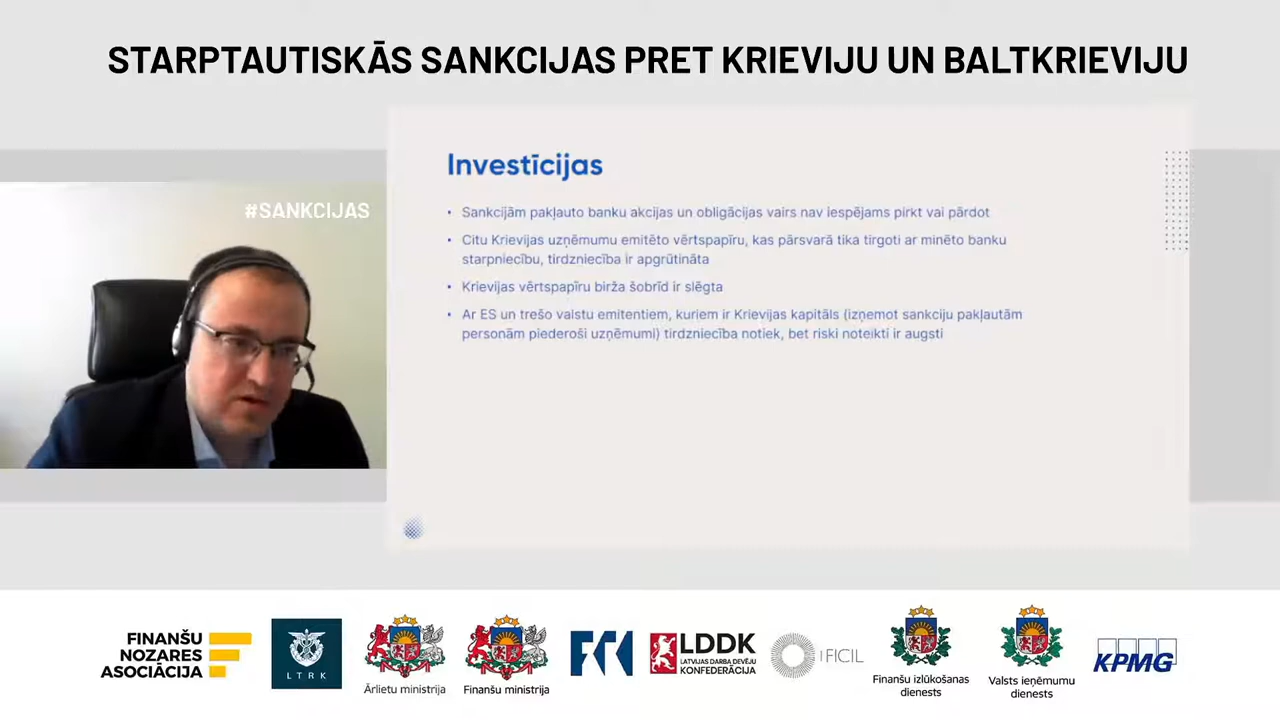 STARPTAUTISKĀS SANKCIJAS PRET KRIEVIJU UN BALTKRIEVIJU
#SANKCIJAS
Investīcijas
• Sankcijām pakļauto banku akcijas un obligācijas vairs nav iespējams pirkt vai pārdot
• Citu Krievijas uzņēmumu emitēto vērtspapīru, kas pārsvarā tika tirgoti ar minēto banku
starpniecību, tirdzniecība ir apgrūtināta
• Krievijas vērtspapīru birža šobrīd ir slēgta
• Ar ES un trešo valstu emitentiem, kuriem ir Krievijas kapitāls (izņemot sankciju pakļautām
personām piederoši uzņēmumi) tirdzniecība notiek, bet riski noteikti ir augsti
FINANŠU
NOZARES
ASOCIĀCIJA
LTRK
Ārlietu ministrija
Finanšu ministrija
LDDK
LATVIJAS DARBA DEVĒJU
KONFEDERĀCIJA
FICIL
Finanšu izlūkošanas
dienests
Valsts ieņēmumu
dienests
KPMG